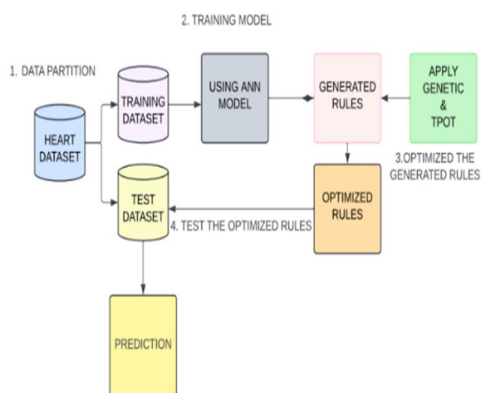 2. TRAINING MODEL
1. DATA PARTITION
HEART
DATASET
TRAINING
DATASET
USING ANN
MODEL
GENERATED
RULES
APPLY
GENETIC
&
TPOT
3.OPTIMIZED THE
GENERATED RULES
TEST
DATASET
4. TEST THE OPTIMIZED RULES
OPTIMIZED
RULES
PREDICTION